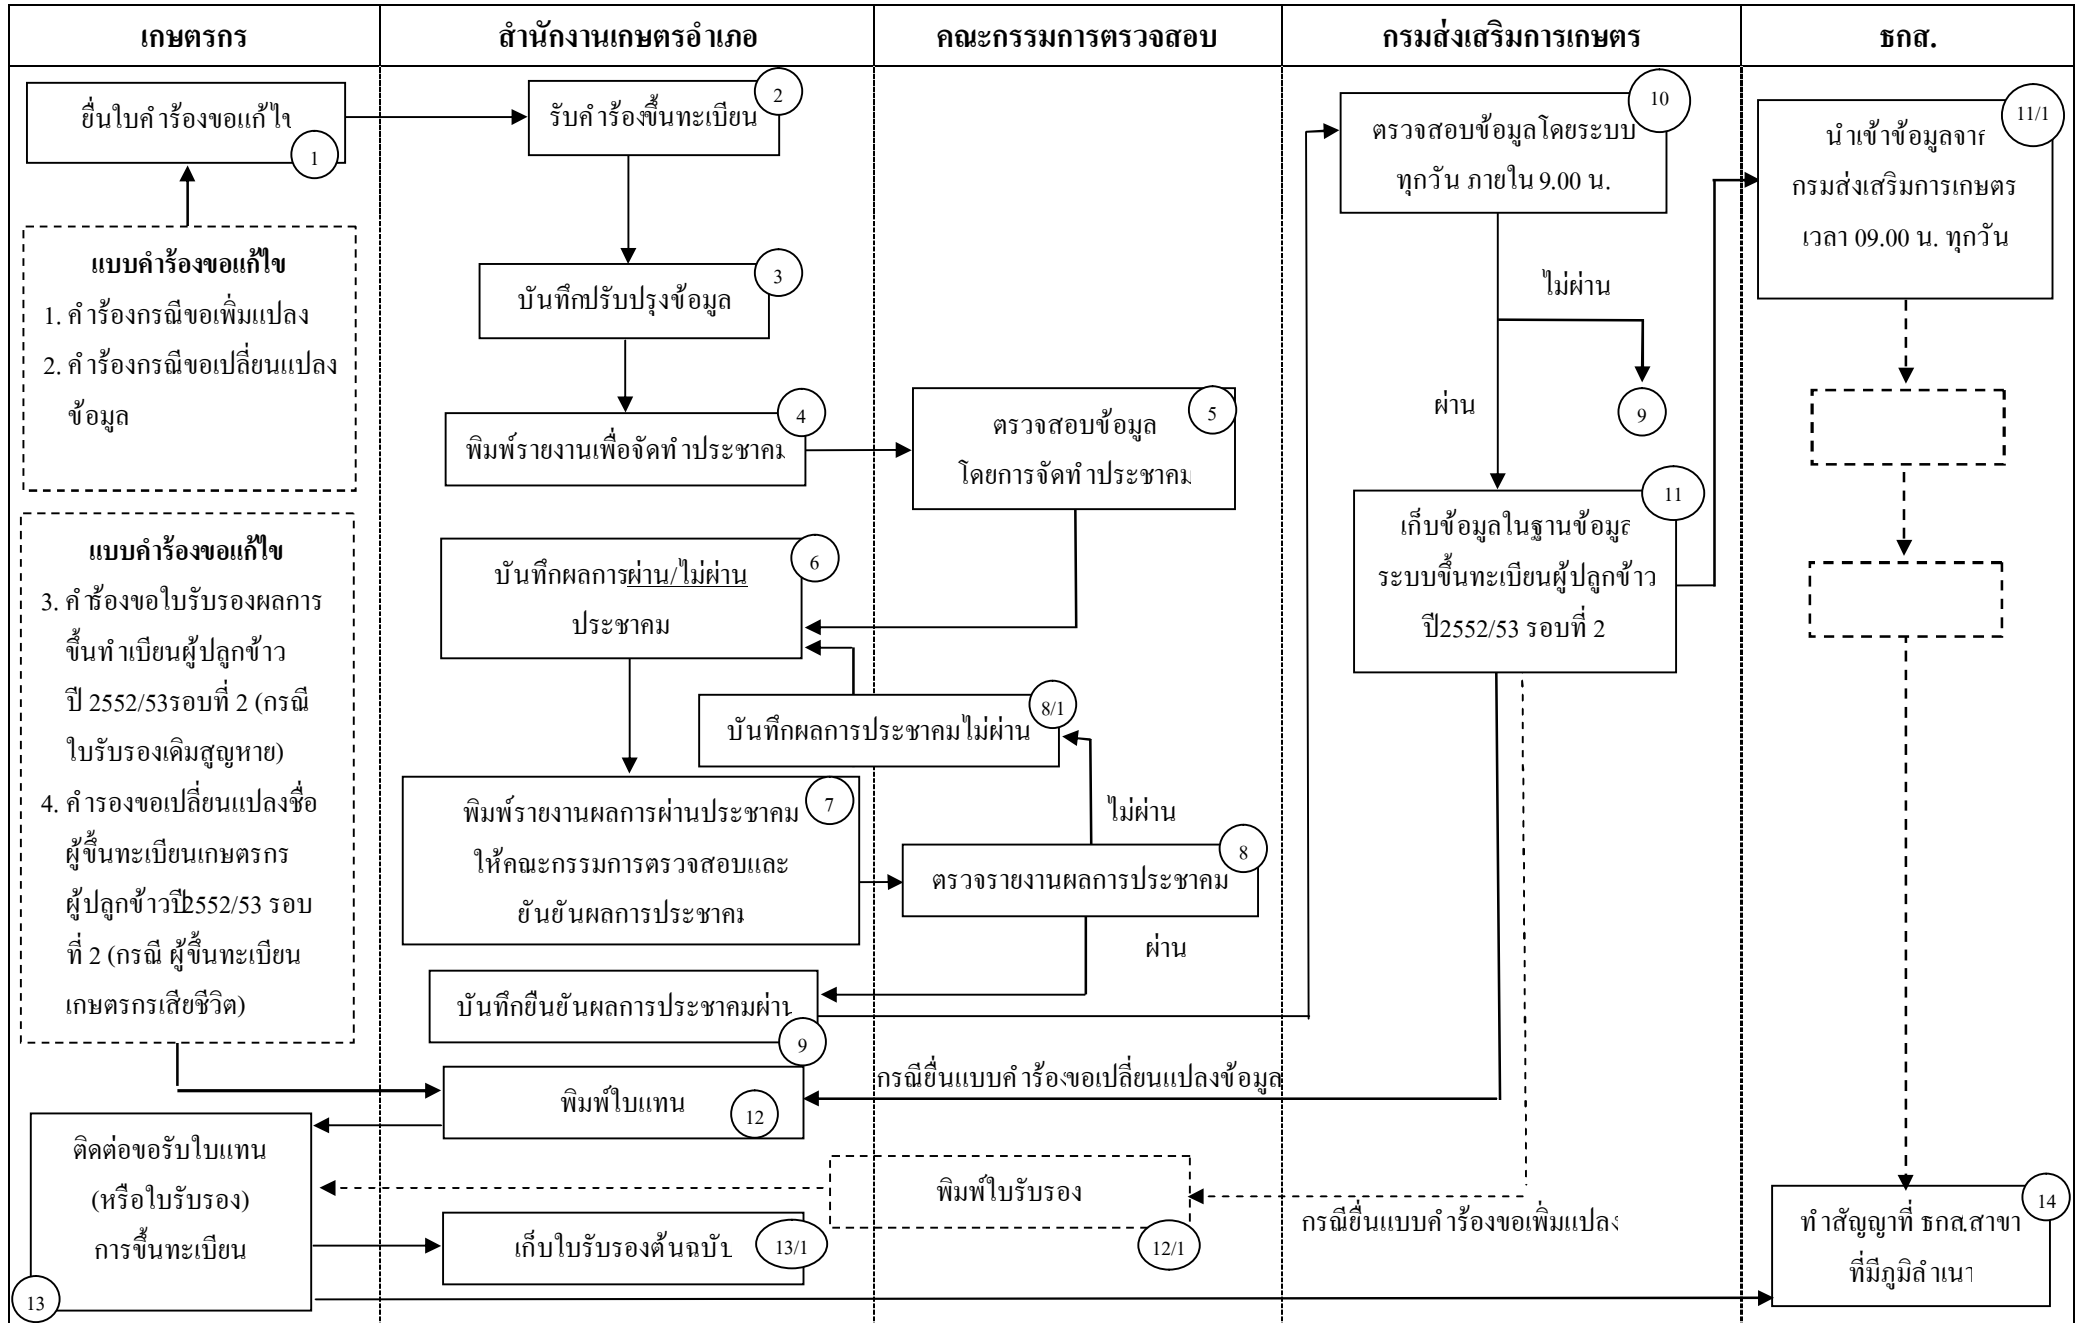 เกษตรกร
สำนักงานเกษตรอำเภอ
คณะกรรมการตรวจสอบ
กรมส่งเสริมการเกษตร
ธกส.
ยื่นใบคำร้องขอแก้ไข
1
แบบคำร้องขอแก้ไข
1. คำร้องกรณีขอเพิ่มแปลง
2. คำร้องกรณีขอเปลี่ยนแปลง
ข้อมูล
แบบคำร้องขอแก้ไข
3. คำร้องขอใบรับรองผลการ
ขึ้นทำเบียนผู้ปลูกข้าว
ปี 2552/53รอบที่ 2 (กรณี
ใบรับรองเดิมสูญหาย)
4. คำรองขอเปลี่ยนแปลงชื่อ
ผู้ขึ้นทะเบียนเกษตรกร
ผู้ปลูกข้าวปี2552/53 รอบ
ที่ 2 (กรณี ผู้ขึ้นทะเบียน
เกษตรกรเสียชีวิต)
ติดต่อขอรับใบแทน
(หรือใบรับรอง)
การขึ้นทะเบียน
13
รับคำร้องขึ้นทะเบียน
2
บันทึกปรับปรุงข้อมูล
3
พิมพ์รายงานเพื่อจัดทำประชาคม
4
ตรวจสอบข้อมูล
โดยการจัดทำประชาคม
5
บันทึกผลการผ่าน/ไม่ผ่าน
ประชาคม
6
บันทึกผลการประชาคมไม่ผ่าน
8/1
พิมพ์รายงานผลการผ่านประชาคม
ให้คณะกรรมการตรวจสอบและ
ยันยันผลการประชาคม
7
ไม่ผ่าน
ตรวจรายงานผลการประชาคม
8
ผ่าน
บันทึกยืนยันผลการประชาคมผ่าน
9
พิมพ์ใบแทน
12
กรณียื่นแบบคำร้องขอเปลี่ยนแปลงข้อมูล
พิมพ์ใบรับรอง
12/1
กรณียื่นแบบคำร้องขอเพิ่มแปลง
เก็บใบรับรองต้นฉบับ
13/1
ตรวจสอบข้อมูลโดยระบบ
ทุกวัน ภายใน 9.00 น.
10
ไม่ผ่าน
9
ผ่าน
เก็บข้อมูลในฐานข้อมูล
ระบบขึ้นทะเบียนผู้ปลูกข้าว
ปี2552/53 รอบที่ 2
11
นำเข้าข้อมูลจาก
กรมส่งเสริมการเกษตร
เวลา 09.00 น. ทุกวัน
11/1
ทำสัญญาที่ ธกส.สาขา
ที่มีภูมิลำเนา
14